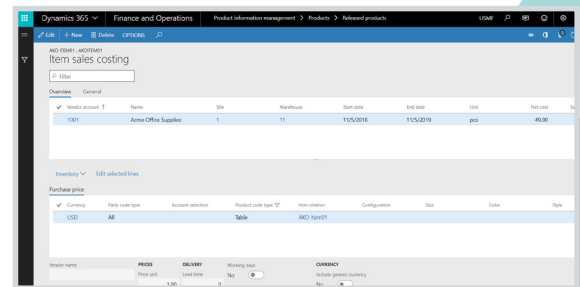 Dynamics 365 Finance and Operations Product information management > Products > Released products USMF
Edit + New Delete OPTIONS
AKO ITEM01 : AKOITEM01
Item sales costing
Filter
Overview General
Vendor account Name Site Warehouse Start date End date Unit Net cost
1001 Acme Office Supplies 1 11 11/5/2018 11/5/2019 pcs 49.00
Inventory Edit selected lines
Purchase price
Currency Party code type Account selection Product code type Item relation Configuration Size Color Style
USD All Table AKO Item01
Vendor name PRICES DELIVERY Working days CURRENCY
Price unit Lead time No Include generic currency
1.00 0 No